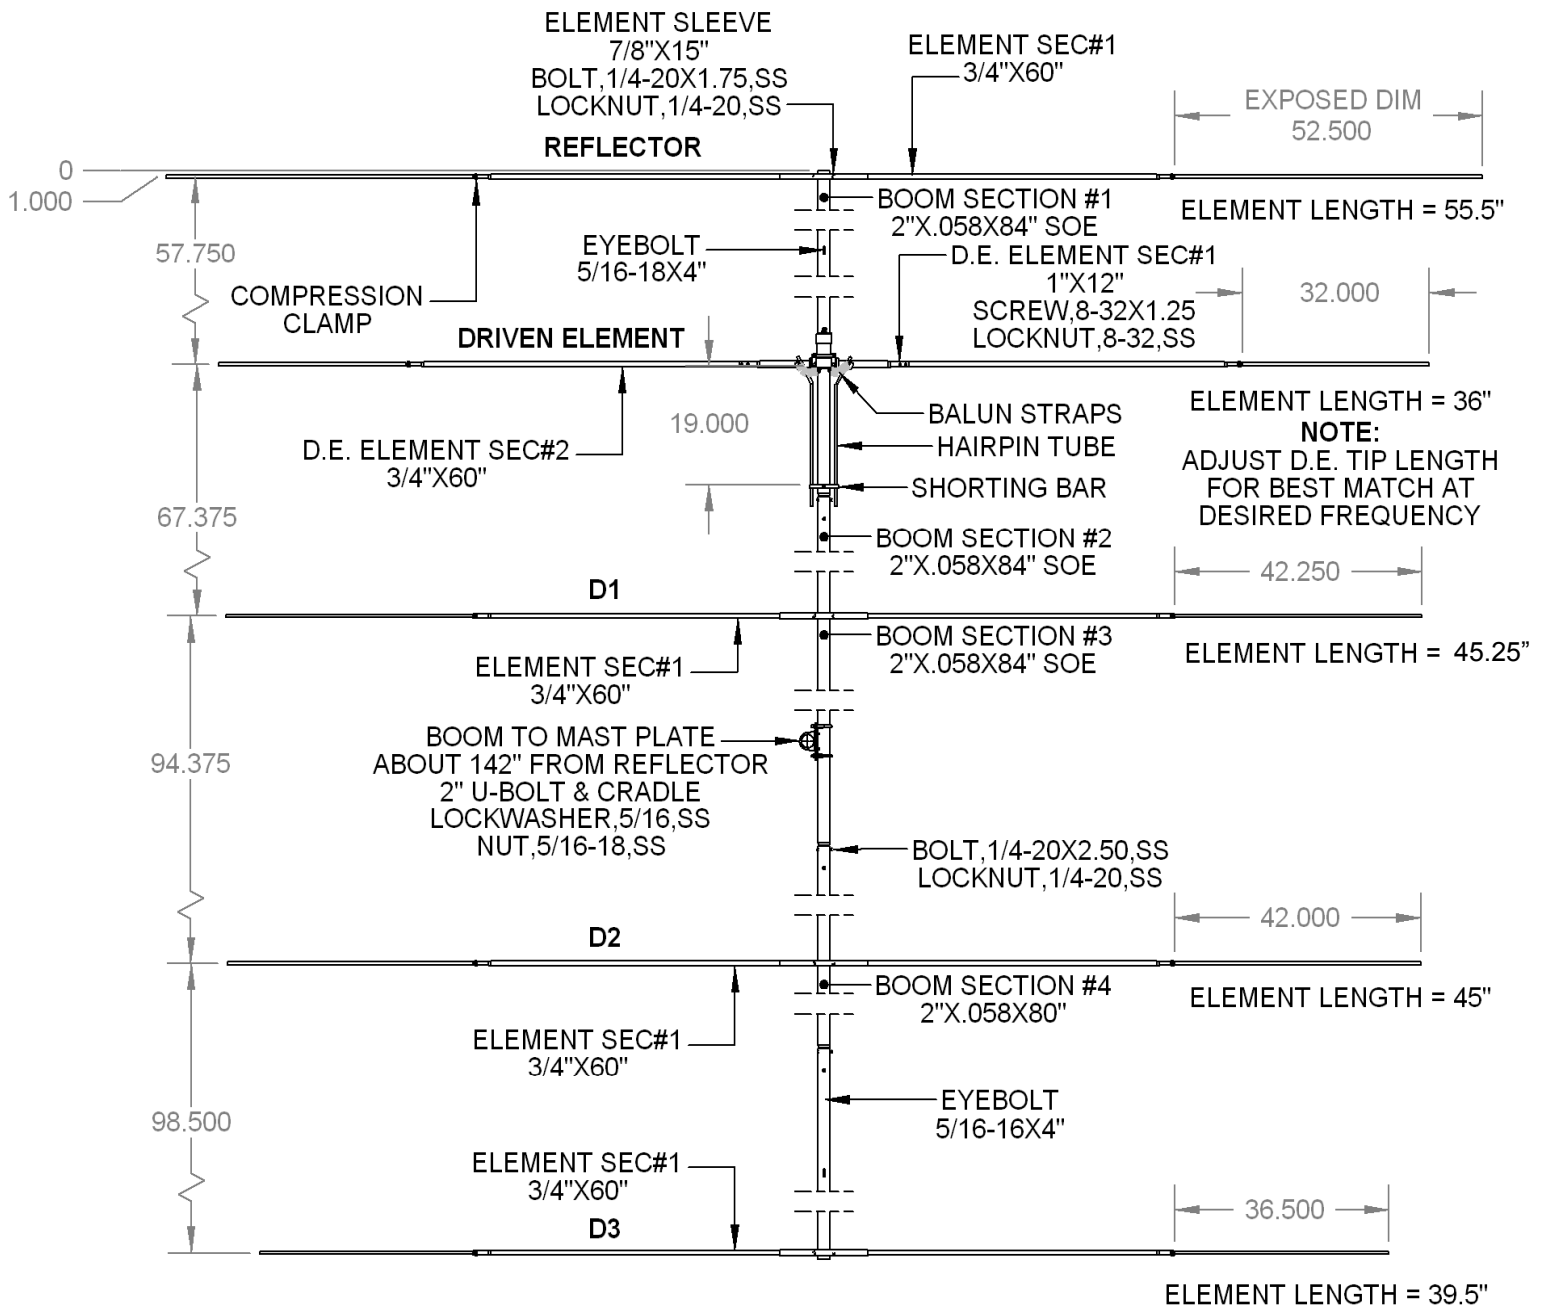 ELEMENT SLEEVE
7/8"X15"
BOLT,1/4-20X1.75,SS
LOCKNUT,1/4-20,SS
ELEMENT SEC#1
3/4"X60"
EXPOSED DIM
52.500
REFLECTOR
0
1.000
BOOM SECTION #1
2"X.058X84" SOE
ELEMENT LENGTH = 55.5"
57.750
EYEBOLT
5/16-18X4"
D.E. ELEMENT SEC#1
1"X12"
SCREW,8-32X1.25
LOCKNUT,8-32,SS
32.000
COMPRESSION
CLAMP
DRIVEN ELEMENT
ELEMENT LENGTH = 36"
NOTE:
ADJUST D.E. TIP LENGTH
FOR BEST MATCH AT
DESIRED FREQUENCY
BALUN STRAPS
19.000
HAIRPIN TUBE
D.E. ELEMENT SEC#2
3/4"X60"
SHORTING BAR
67.375
BOOM SECTION #2
2"X.058X84" SOE
42.250
D1
BOOM SECTION #3
2"X.058X84" SOE
ELEMENT LENGTH = 45.25”
ELEMENT SEC#1
3/4"X60"
94.375
BOOM TO MAST PLATE
ABOUT 142" FROM REFLECTOR
2" U-BOLT & CRADLE
LOCKWASHER,5/16,SS
NUT,5/16-18,SS
BOLT,1/4-20X2.50,SS
LOCKNUT,1/4-20,SS
42.000
D2
BOOM SECTION #4
2"X.058X80"
ELEMENT LENGTH = 45"
ELEMENT SEC#1
3/4"X60"
98.500
EYEBOLT
5/16-16X4"
ELEMENT SEC#1
3/4"X60"
36.500
D3
ELEMENT LENGTH = 39.5"